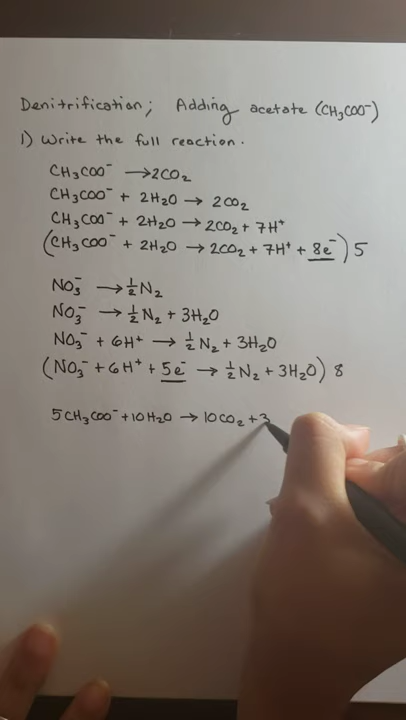 Denitrification; Adding acetate (CH₃COO⁻)
1) Write the full reaction.
CH₃COO⁻ → 2CO₂
CH₃COO⁻ + 2H₂O → 2CO₂
CH₃COO⁻ + 2H₂O → 2CO₂ + 7H⁺
(CH₃COO⁻ + 2H₂O → 2CO₂ + 7H⁺ + 8e⁻) 5
NO₃⁻ → ½N₂
NO₃⁻ → ½N₂ + 3H₂O
NO₃⁻ + 6H⁺ → ½N₂ + 3H₂O
(NO₃⁻ + 6H⁺ + 5e⁻ → ½N₂ + 3H₂O) 8
5CH₃COO⁻ + 10H₂O → 10CO₂ + 3